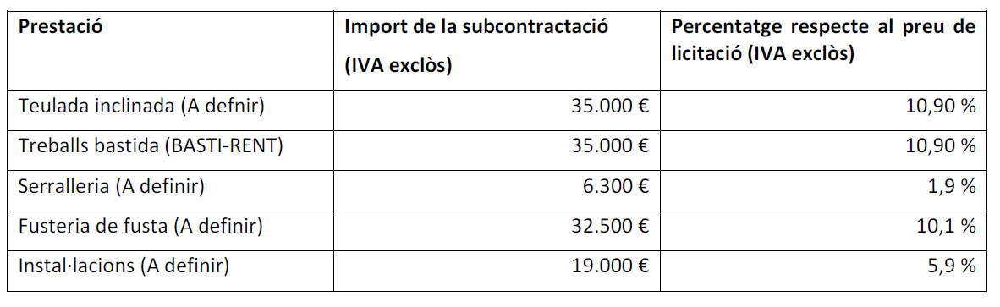 Prestació
Import de la subcontractació
(IVA exclòs)
Percentatge respecte al preu de
licitació (IVA exclòs)
Teulada inclinada (A defnir)
35.000 €
10,90 %
Treballs bastida (BASTI-RENT)
35.000 €
10,90 %
Serralleria (A definir)
6.300 €
1,9 %
Fusteria de fusta (A definir)
32.500 €
10,1 %
Instal·lacions (A definir)
19.000 €
5,9 %